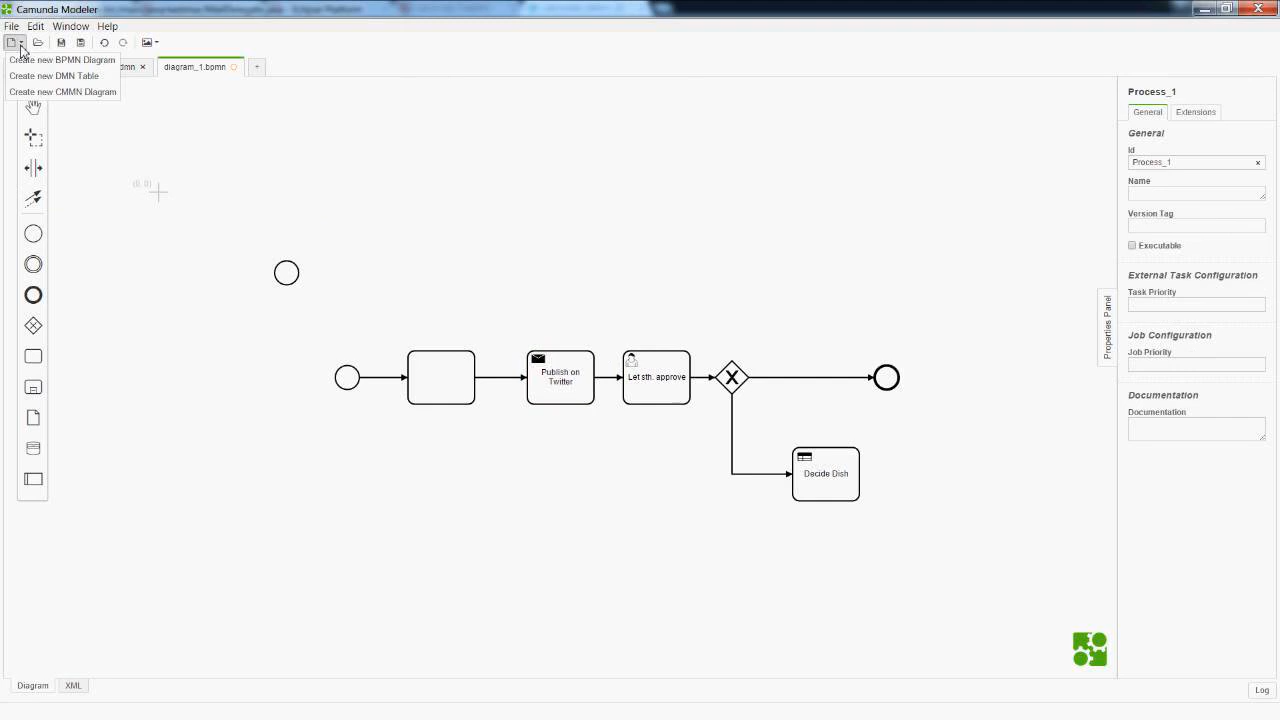 Camunda Modeler
File Edit Window Help
Create new BPMN Diagram
Create new DMN Table
Create new CMMN Diagram
dmn × diagram_1.bpmn +
(0, 0)
Publish on
Twitter
Let sth. approve
Decide Dish
Properties Panel
Process_1
General Extensions
General
Id
Process_1 ×
Name
Version Tag
Executable
External Task Configuration
Task Priority
Job Configuration
Job Priority
Documentation
Documentation
Diagram XML
Log